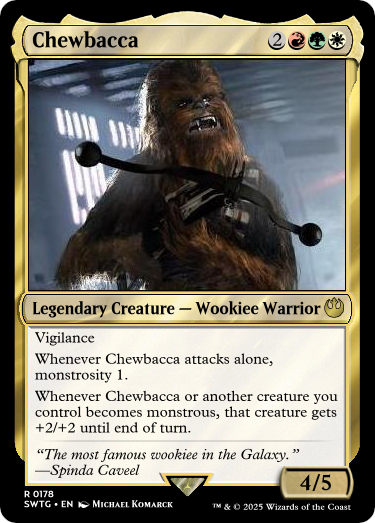 Chewbacca 2
Legendary Creature — Wookiee Warrior
Vigilance
Whenever Chewbacca attacks alone,
monstrosity 1.
Whenever Chewbacca or another creature you
control becomes monstrous, that creature gets
+2/+2 until end of turn.
“The most famous wookiee in the Galaxy.”
—Spinda Caveel
4/5
R 0178
SWTG • EN MICHAEL KOMARCK ™ & © 2025 Wizards of the Coast